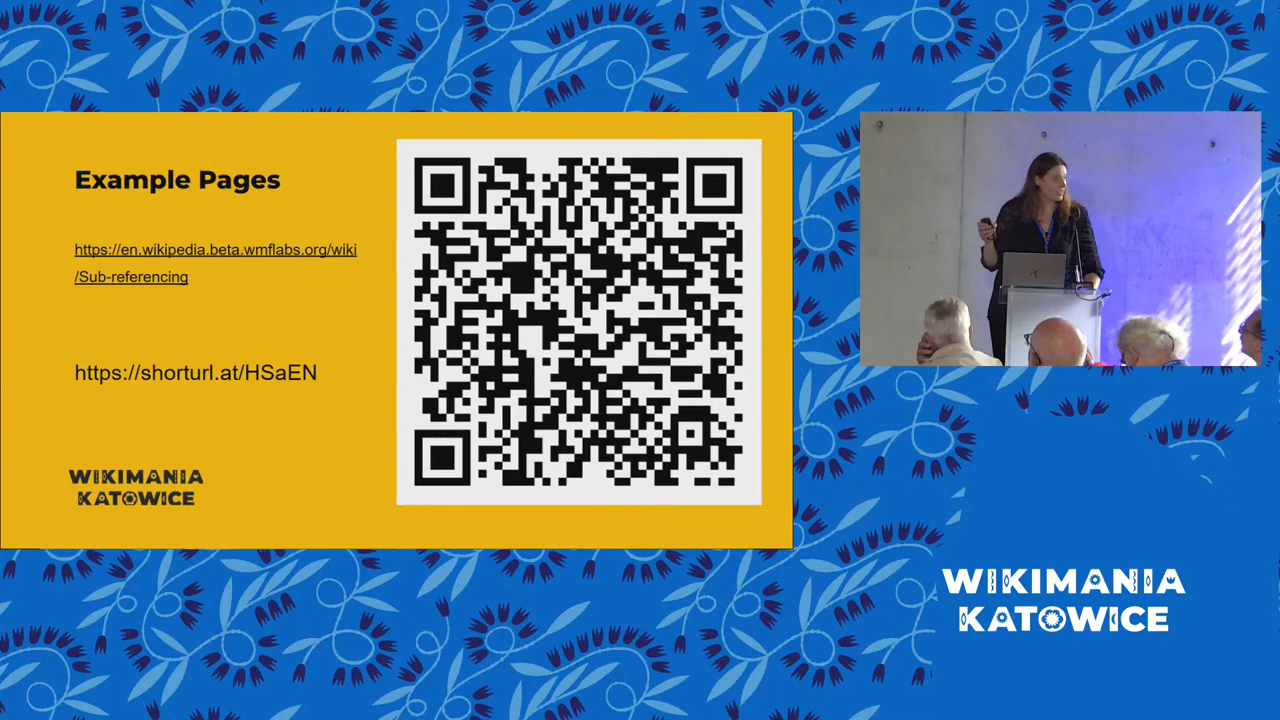 Example Pages
https://en.wikipedia.beta.wmflabs.org/wiki
/Sub-referencing
https://shorturl.at/HSaEN
WIKIMANIA
KATOWICE
WIKIMANIA
KATOWICE